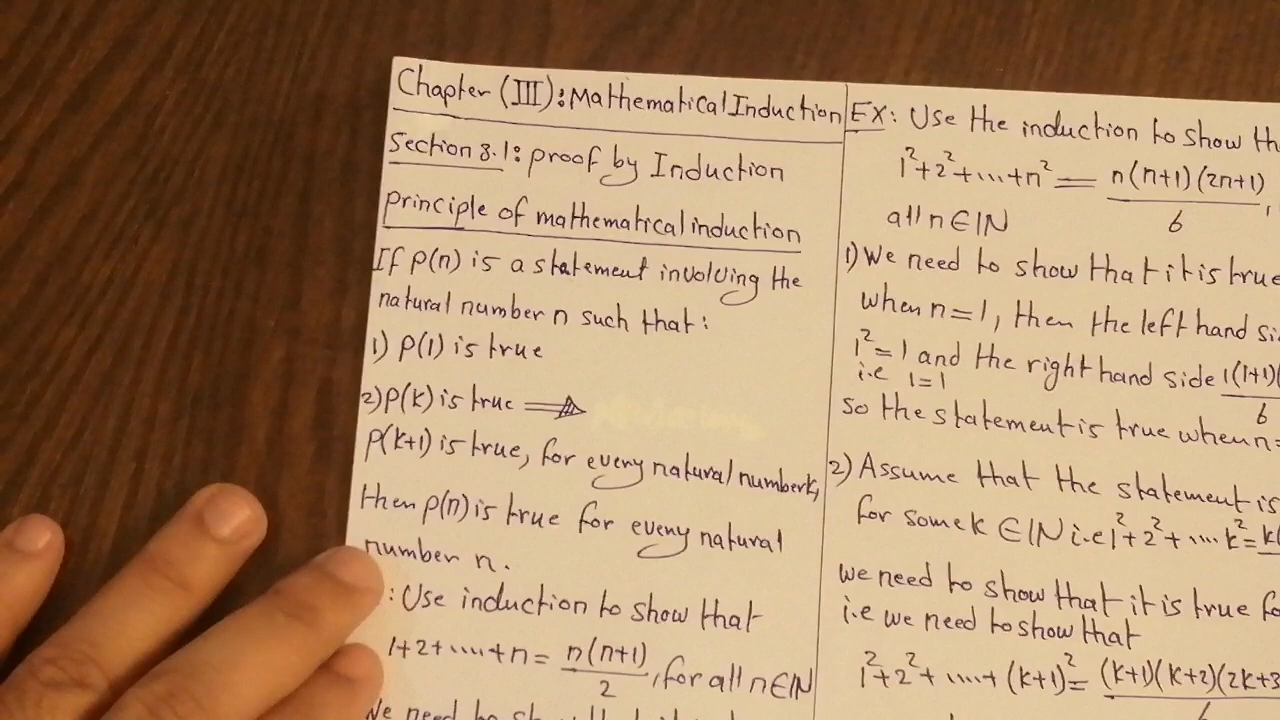 Chapter (III): Mathematical Induction
Section 3.1: proof by Induction
principle of mathematical induction
If p(n) is a statement involving the
natural number n such that:
1) p(1) is true
2) p(k) is true ⇒
p(k+1) is true, for every natural number k,
then p(n) is true for every natural
number n.
: Use induction to show that
1+2+.....+n = n(n+1)/2, for all n∈IN
We need to
EX: Use the induction to show
1²+2²+...+n² = n(n+1)(2n+1)/6,
all n∈IN
1) We need to show that it is true
when n=1, then the left hand
1²=1 and the right hand side 1(1+1)(/6
i.e 1=1
so the statement is true when n=
2) Assume that the statement is
for some k ∈IN i.e 1²+2²+....k²=k(
we need to show that it is true
i.e we need to show that
1²+2²+.....+(k+1)² = (k+1)(k+2)(2k+3